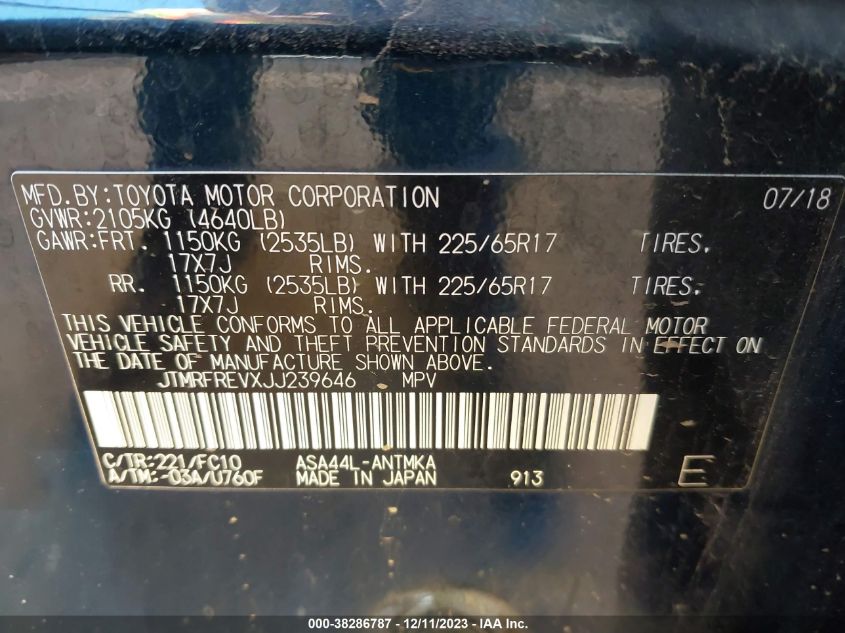 MFD.BY:TOYOTA MOTOR CORPORATION 07/18
GVWR:2105KG (4640LB)
GAWR:FRT. 1150KG (2535LB) WITH 225/65R17 TIRES.
17X7J RIMS.
RR. 1150KG (2535LB) WITH 225/65R17 TIRES.
17X7J RIMS.
THIS VEHICLE CONFORMS TO ALL APPLICABLE FEDERAL MOTOR
VEHICLE SAFETY AND THEFT PREVENTION STANDARDS IN EFFECT ON
THE DATE OF MANUFACTURE SHOWN ABOVE.
JTMRFREVXJJ239646 MPV
C/TR:221/FC10 ASA44L-ANTMKA
A/TM:-03A/U760F MADE IN JAPAN 913 E
000-38286787 - 12/11/2023 - IAA Inc.